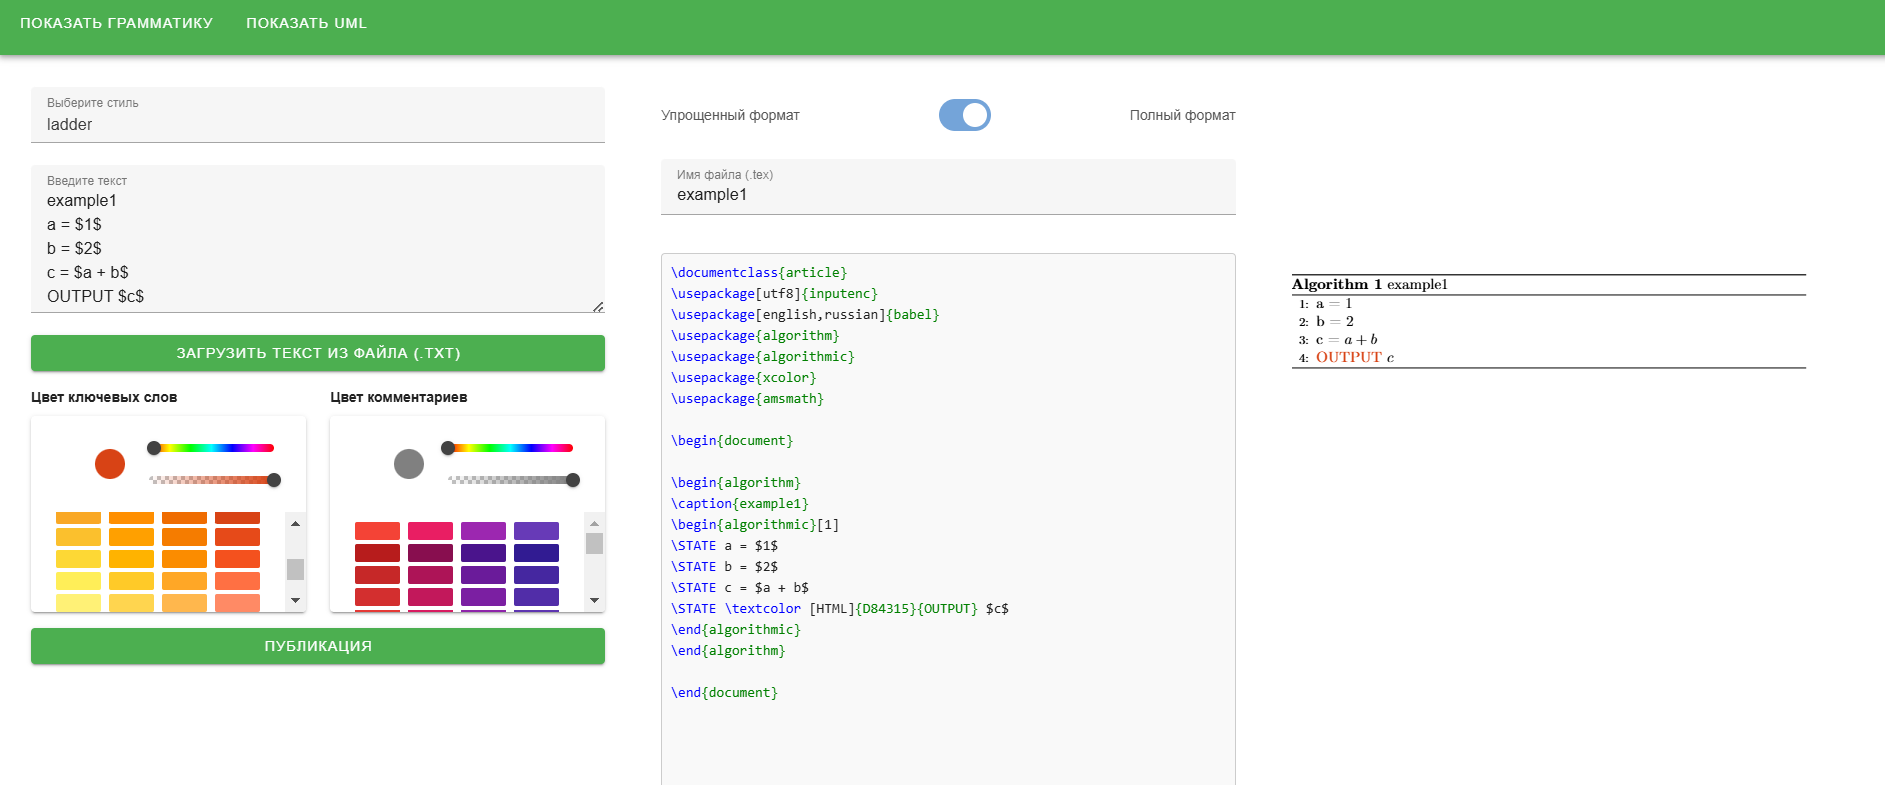 ПОКАЗАТЬ ГРАММАТИКУ ПОКАЗАТЬ UML
Выберите стиль
ladder
Введите текст
example1
a = $1$
b = $2$
c = $a + b$
OUTPUT $c$
ЗАГРУЗИТЬ ТЕКСТ ИЗ ФАЙЛА (.TXT)
Цвет ключевых слов
Цвет комментариев
ПУБЛИКАЦИЯ
Упрощенный формат
Полный формат
Имя файла (.tex)
example1
\documentclass{article}
\usepackage[utf8]{inputenc}
\usepackage[english,russian]{babel}
\usepackage{algorithm}
\usepackage{algorithmic}
\usepackage{xcolor}
\usepackage{amsmath}
\begin{document}
\begin{algorithm}
\caption{example1}
\begin{algorithmic}[1]
\STATE a = $1$
\STATE b = $2$
\STATE c = $a + b$
\STATE \textcolor [HTML]{D84315}{OUTPUT} $c$
\end{algorithmic}
\end{algorithm}
\end{document}
Algorithm 1 example1
1: a = 1
2: b = 2
3: c = a + b
4: OUTPUT c